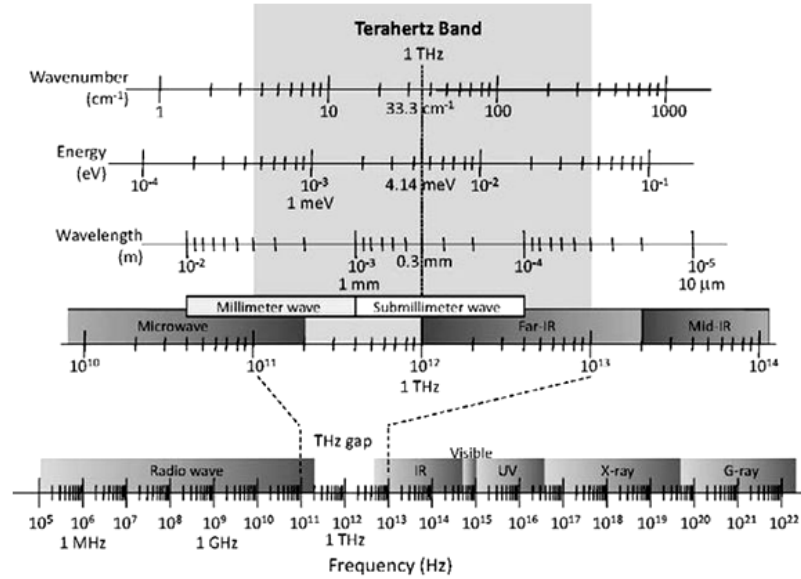 Terahertz Band
1 THz
Wavenumber
(cm⁻¹)
1 10 33.3 cm⁻¹ 100 1000
Energy
(eV)
10⁻⁴ 10⁻³ 4.14 meV 10⁻² 10⁻¹
1 meV
Wavelength
(m)
10⁻² 10⁻³ 0.3 mm 10⁻⁴ 10⁻⁵
1 mm 10 μm
Millimeter wave Submillimeter wave
Microwave Far-IR Mid-IR
10¹⁰ 10¹¹ 10¹² 10¹³ 10¹⁴
1 THz
THz gap
Visible
Radio wave IR UV X-ray G-ray
10⁵ 10⁶ 10⁷ 10⁸ 10⁹ 10¹⁰ 10¹¹ 10¹² 10¹³ 10¹⁴ 10¹⁵ 10¹⁶ 10¹⁷ 10¹⁸ 10¹⁹ 10²⁰ 10²¹ 10²²
1 MHz 1 GHz 1 THz
Frequency (Hz)